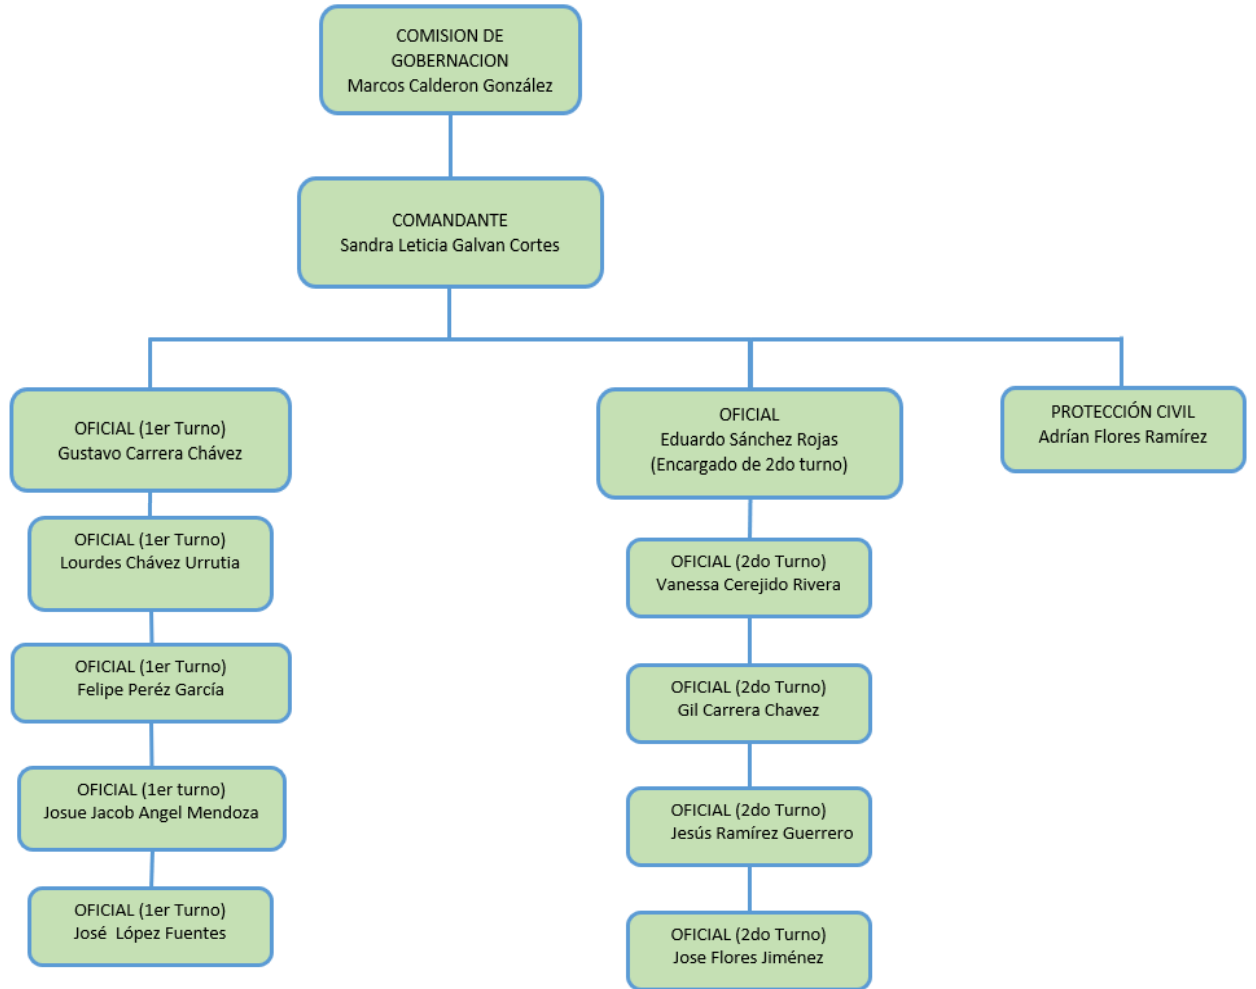 COMISION DE
GOBERNACION
Marcos Calderon González
COMANDANTE
Sandra Leticia Galvan Cortes
OFICIAL (1er Turno)
Gustavo Carrera Chávez
OFICIAL (1er Turno)
Lourdes Chávez Urrutia
OFICIAL (1er Turno)
Felipe Peréz García
OFICIAL (1er turno)
Josue Jacob Angel Mendoza
OFICIAL (1er Turno)
José López Fuentes
OFICIAL
Eduardo Sánchez Rojas
(Encargado de 2do turno)
OFICIAL (2do Turno)
Vanessa Cerejido Rivera
OFICIAL (2do Turno)
Gil Carrera Chavez
OFICIAL (2do Turno)
Jesús Ramírez Guerrero
OFICIAL (2do Turno)
Jose Flores Jiménez
PROTECCIÓN CIVIL
Adrían Flores Ramírez